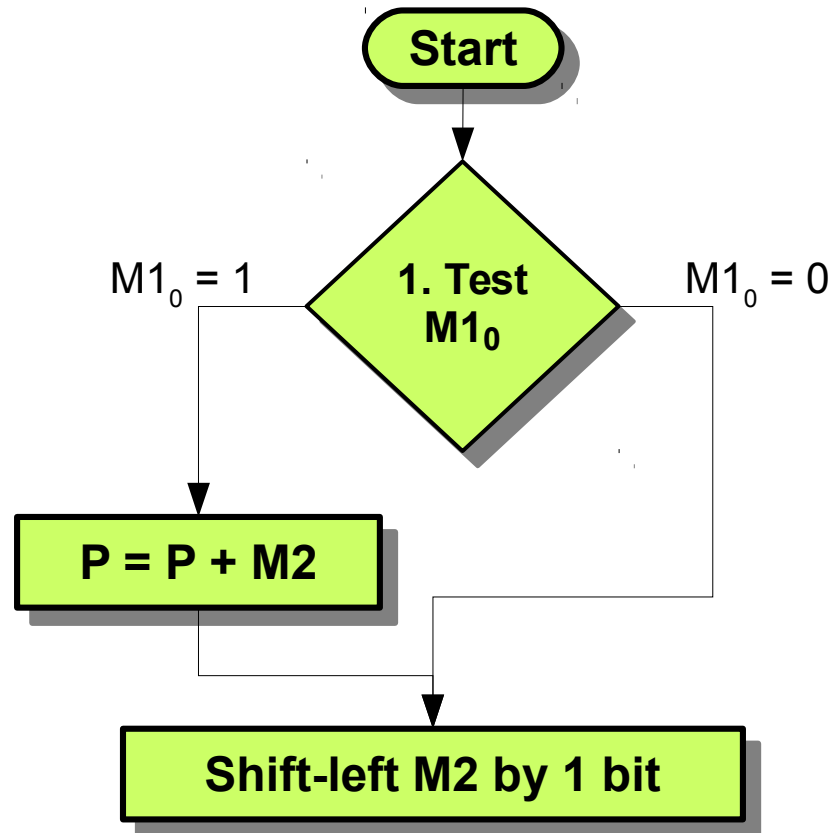 Start
M1₀ = 1
1. Test
M1₀
M1₀ = 0
P = P + M2
Shift-left M2 by 1 bit